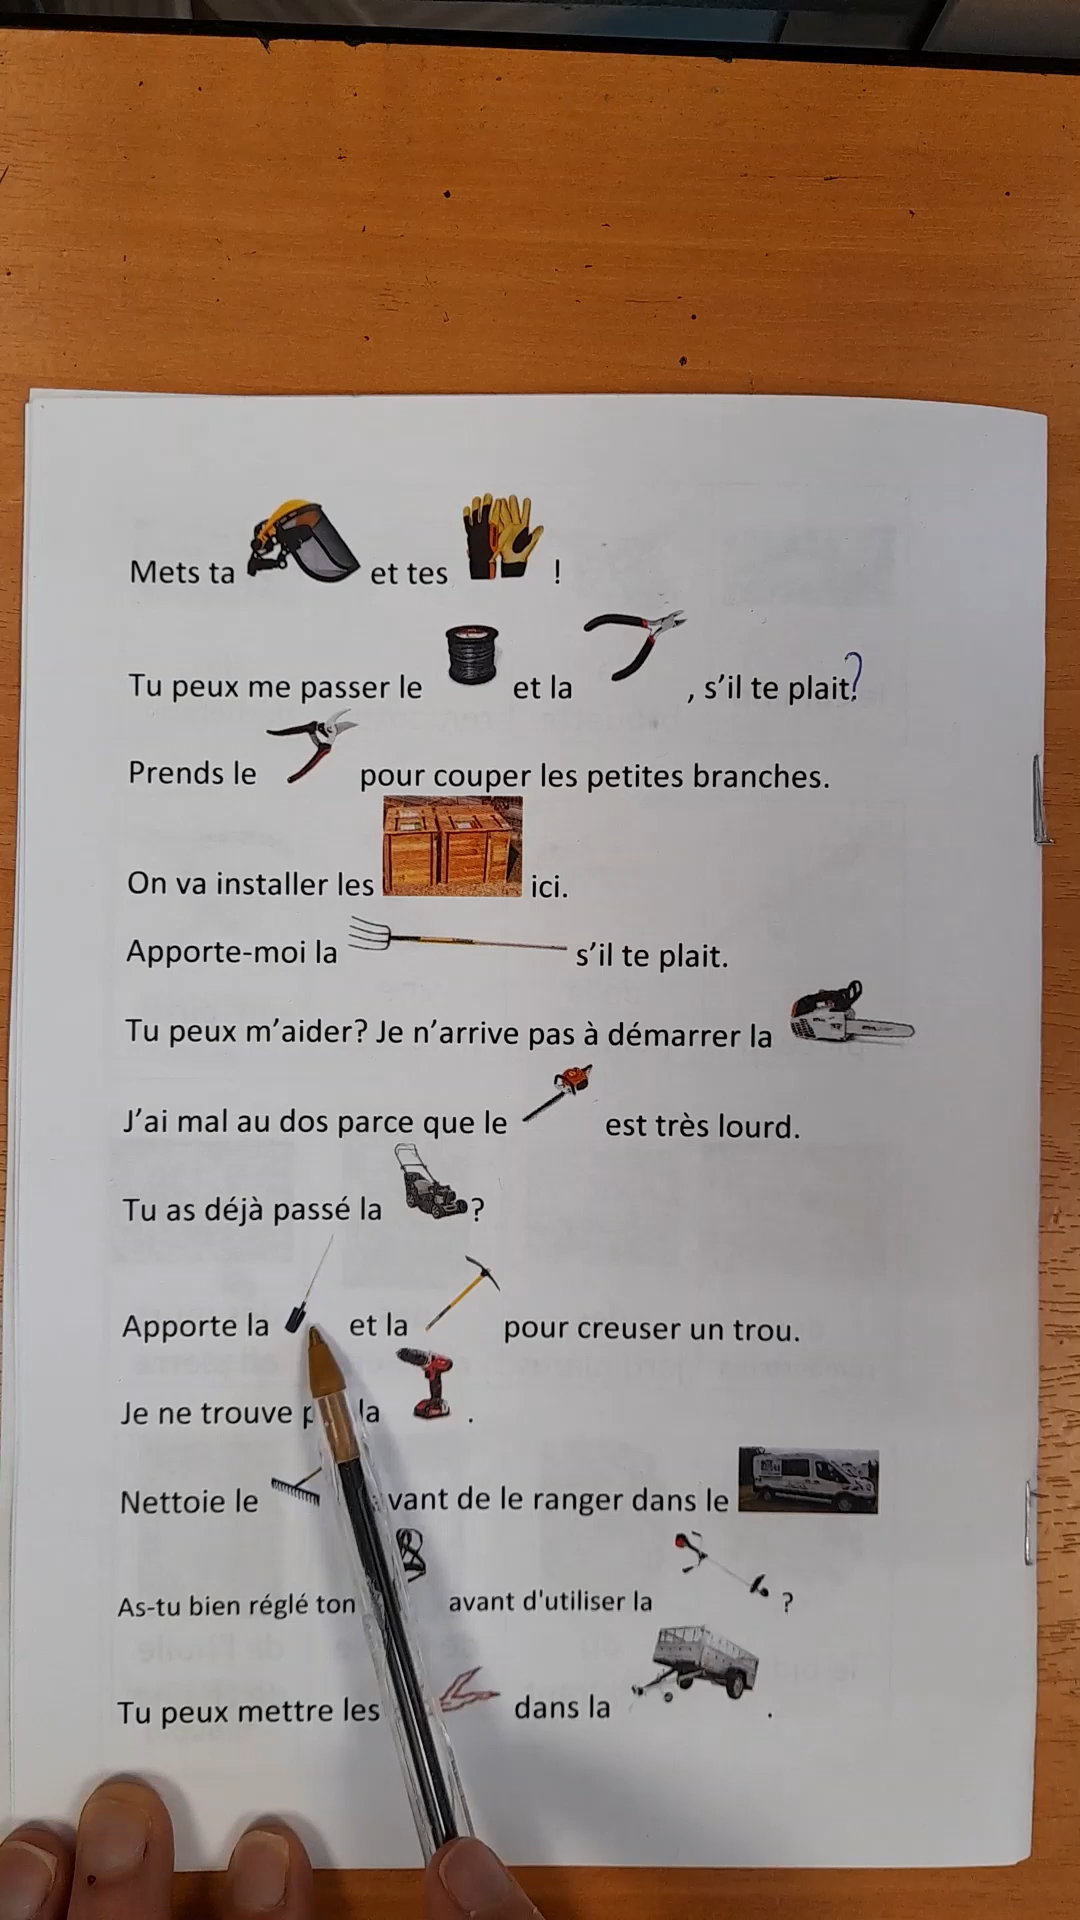 Mets ta et tes !
Tu peux me passer le et la , s'il te plait?
Prends le pour couper les petites branches.
On va installer les ici.
Apporte-moi la s'il te plait.
Tu peux m'aider? Je n'arrive pas à démarrer la
J'ai mal au dos parce que le est très lourd.
Tu as déjà passé la ?
Apporte la et la pour creuser un trou.
Je ne trouve la .
Nettoie le vant de le ranger dans le
As-tu bien réglé ton avant d'utiliser la ?
Tu peux mettre les dans la .